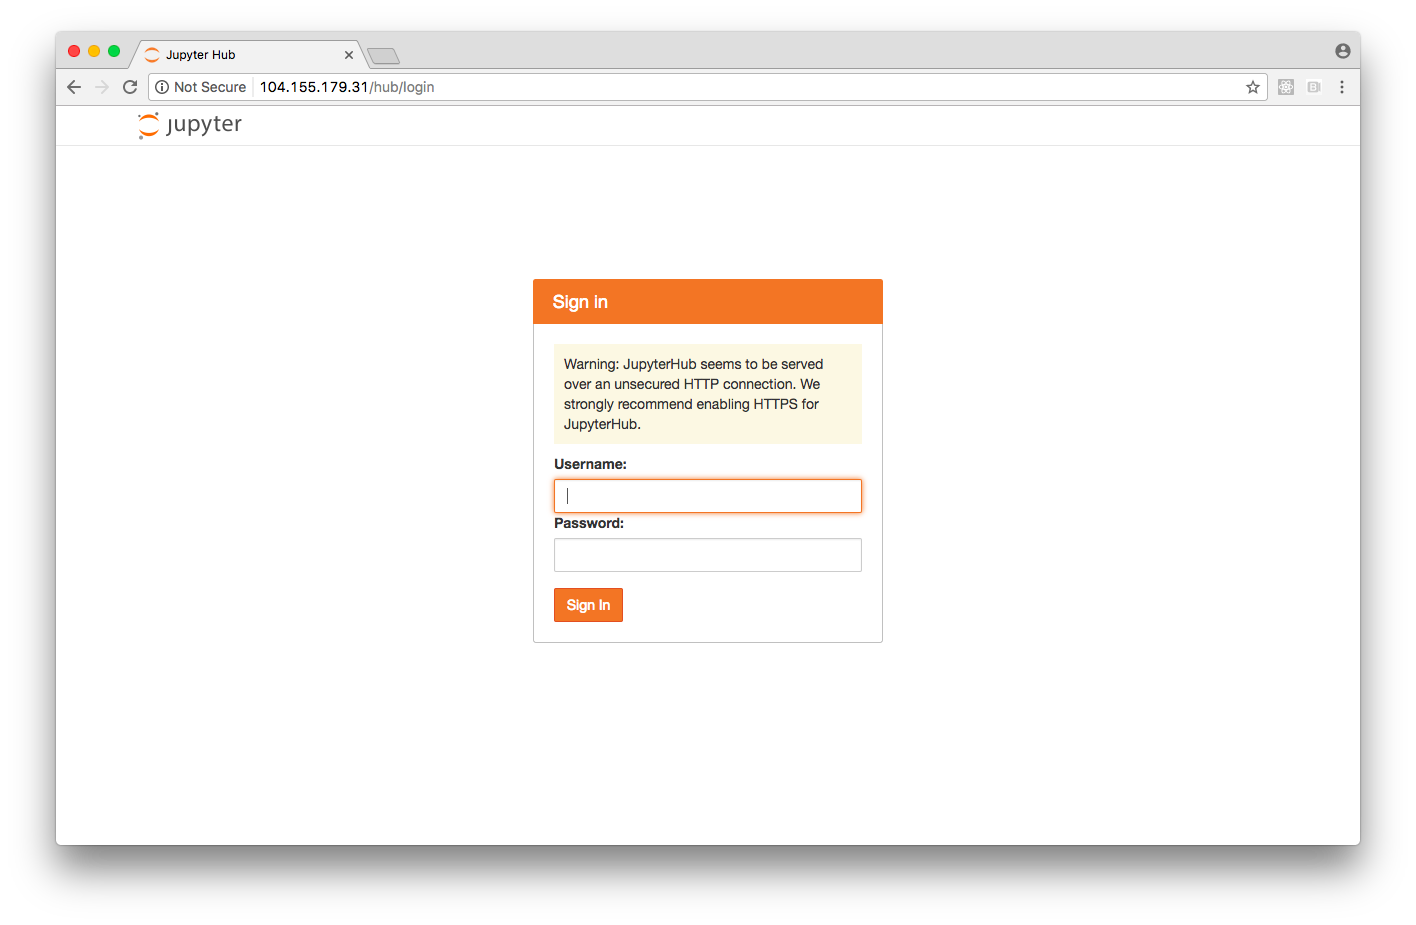 Jupyter Hub
Not Secure 104.155.179.31/hub/login
jupyter
Sign in
Warning: JupyterHub seems to be served
over an unsecured HTTP connection. We
strongly recommend enabling HTTPS for
JupyterHub.
Username:
Password:
Sign In